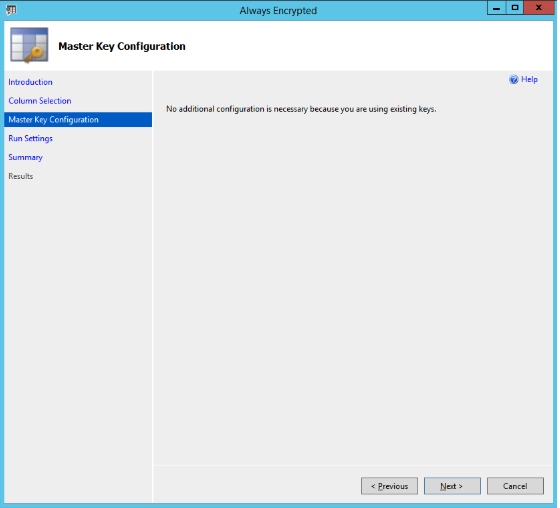 Always Encrypted
Master Key Configuration
Introduction
Column Selection
Master Key Configuration
Run Settings
Summary
Results
Help
No additional configuration is necessary because you are using existing keys.
< Previous
Next >
Cancel